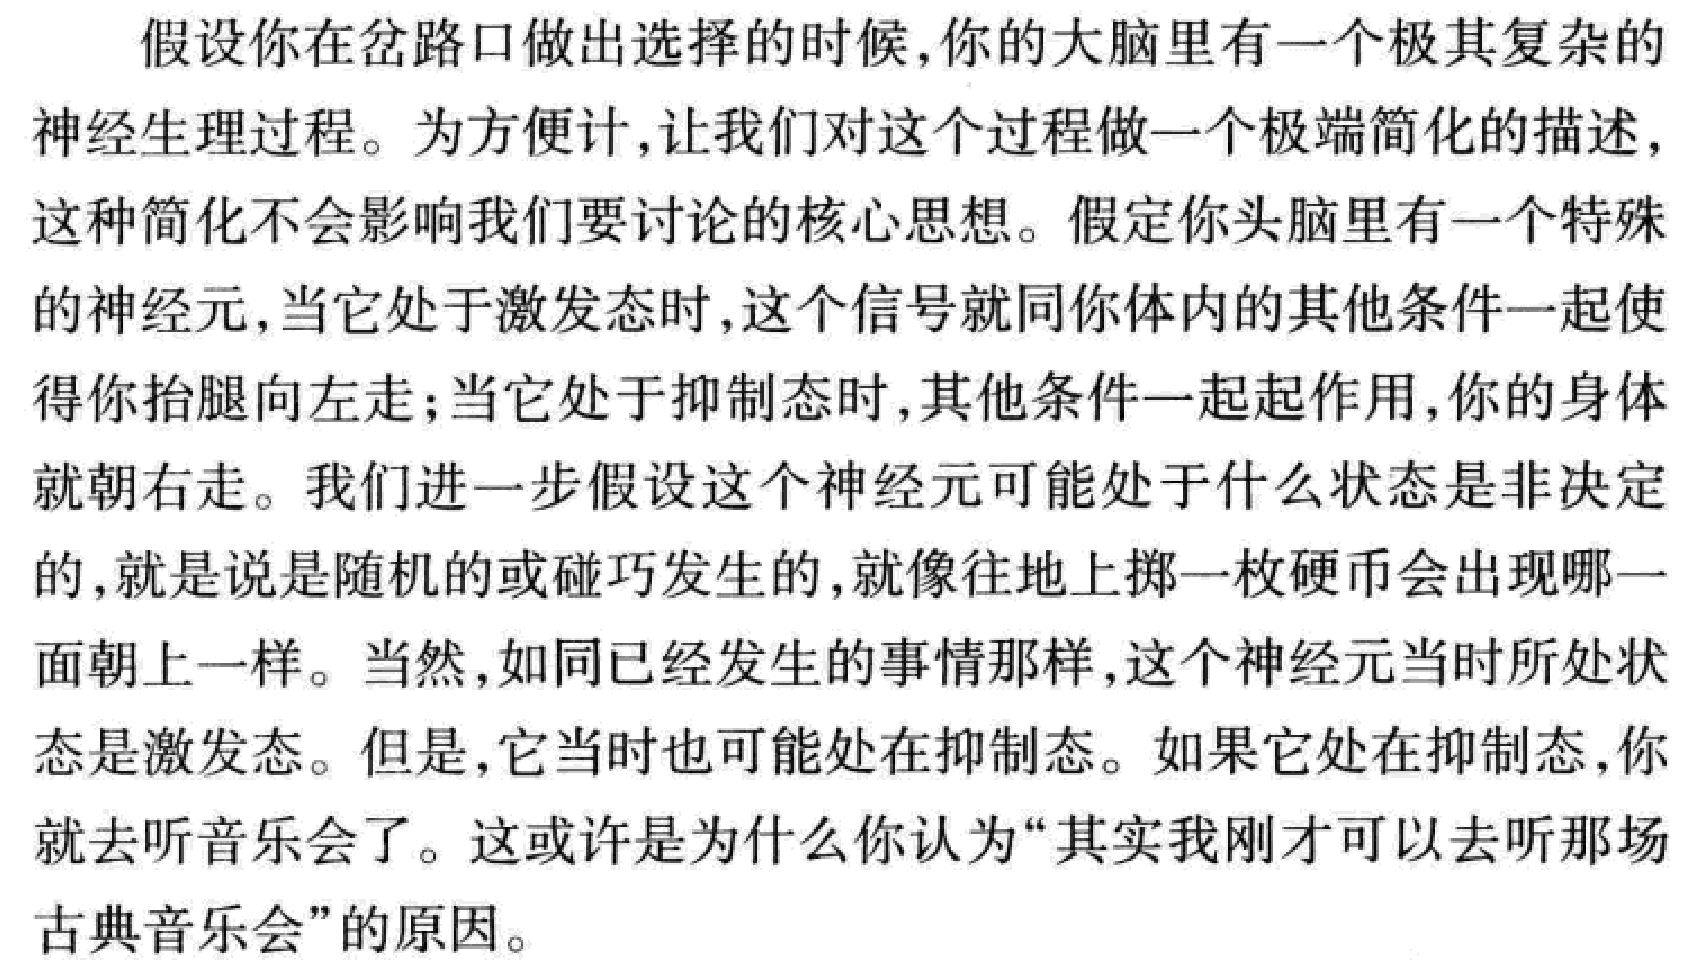 假设你在岔路口做出选择的时候,你的大脑里有一个极其复杂的
神经生理过程。为方便计,让我们对这个过程做一个极端简化的描述,
这种简化不会影响我们要讨论的核心思想。假定你头脑里有一个特殊
的神经元,当它处于激发态时,这个信号就同你体内的其他条件一起使
得你抬腿向左走;当它处于抑制态时,其他条件一起起作用,你的身体
就朝右走。我们进一步假设这个神经元可能处于什么状态是非决定
的,就是说是随机的或碰巧发生的,就像往地上掷一枚硬币会出现哪一
面朝上一样。当然,如同已经发生的事情那样,这个神经元当时所处状
态是激发态。但是,它当时也可能处在抑制态。如果它处在抑制态,你
就去听音乐会了。这或许是为什么你认为“其实我刚才可以去听那场
古典音乐会”的原因。